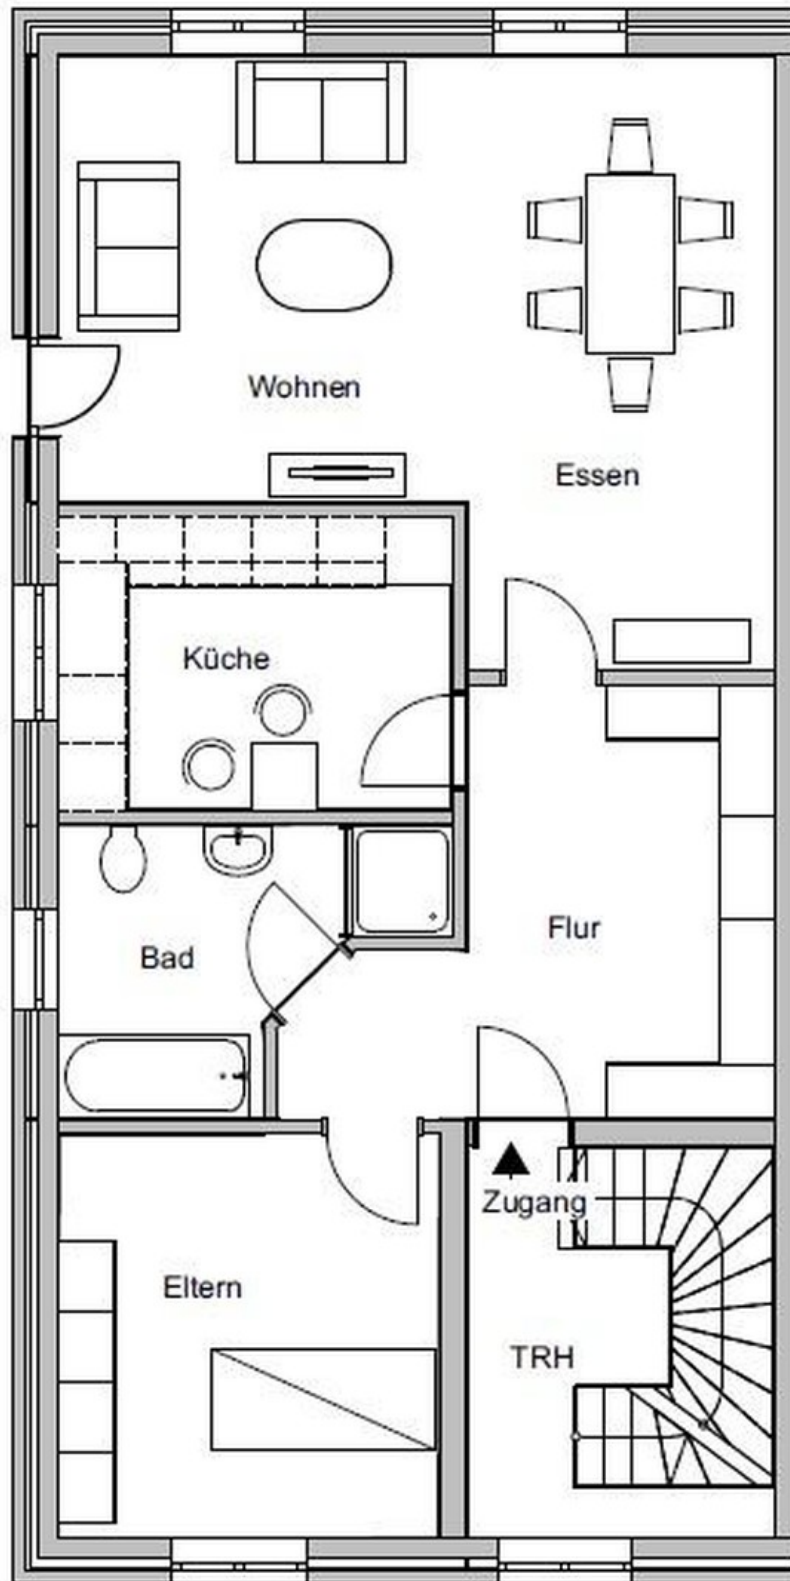 Wohnen
Essen
Küche
Flur
Bad
Zugang
Eltern
TRH